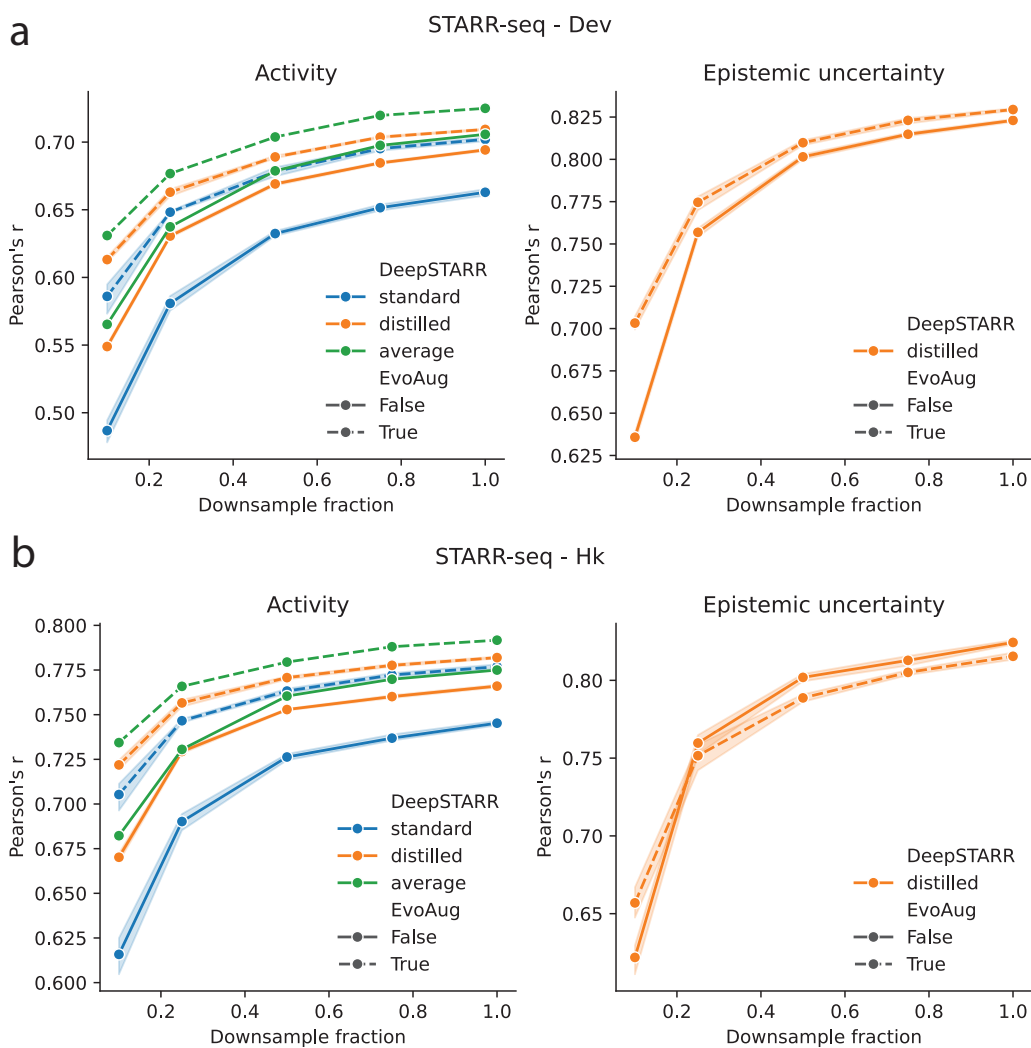 a
STARR-seq - Dev
Activity
Pearson's r
0.70
0.65
0.60
0.55
0.50
DeepSTARR
standard
distilled
average
EvoAug
False
True
0.2 0.4 0.6 0.8 1.0
Downsample fraction
Epistemic uncertainty
Pearson's r
0.825
0.800
0.775
0.750
0.725
0.700
0.675
0.650
0.625
DeepSTARR
distilled
EvoAug
False
True
0.2 0.4 0.6 0.8 1.0
Downsample fraction
b
STARR-seq - Hk
Activity
Pearson's r
0.800
0.775
0.750
0.725
0.700
0.675
0.650
0.625
0.600
DeepSTARR
standard
distilled
average
EvoAug
False
True
0.2 0.4 0.6 0.8 1.0
Downsample fraction
Epistemic uncertainty
Pearson's r
0.80
0.75
0.70
0.65
DeepSTARR
distilled
EvoAug
False
True
0.2 0.4 0.6 0.8 1.0
Downsample fraction